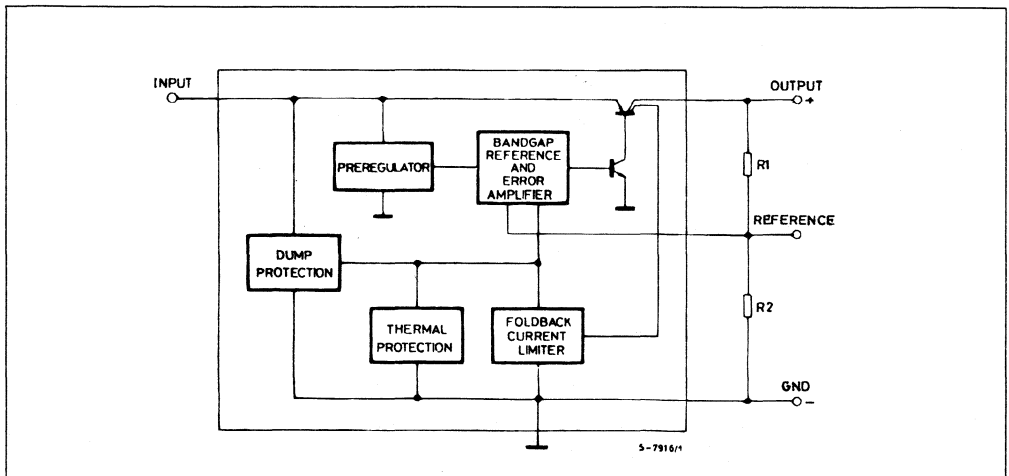 INPUT
OUTPUT
+
PREREGULATOR
BANDGAP
REFERENCE
AND
ERROR
AMPLIFIER
R1
REFERENCE
DUMP
PROTECTION
THERMAL
PROTECTION
FOLDBACK
CURRENT
LIMITER
R2
GND
-
S-7916/1